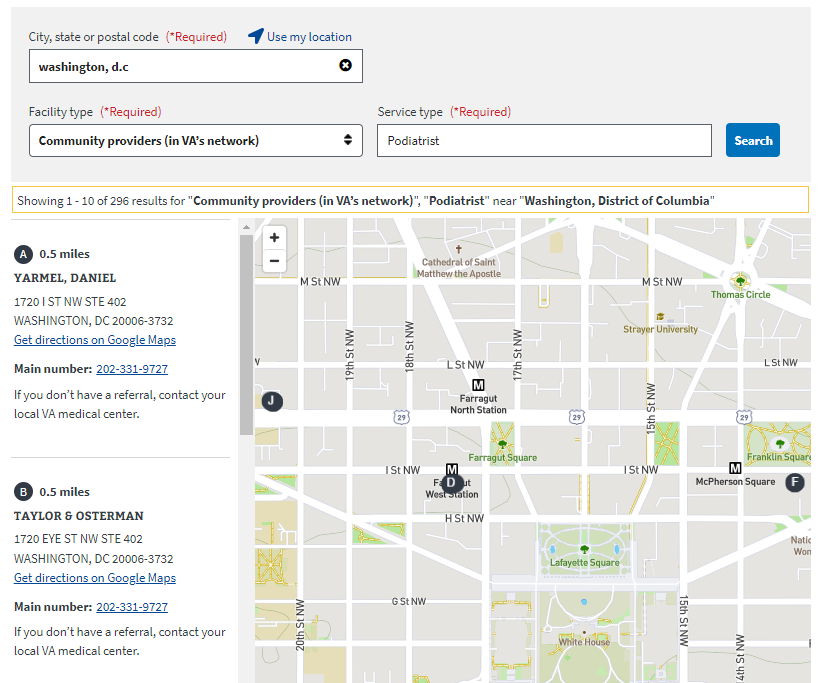 City, state or postal code (*Required) Use my location
washington, d.c
Facility type (*Required) Service type (*Required)
Community providers (in VA's network) Podiatrist Search
Showing 1 - 10 of 296 results for "Community providers (in VA's network)", "Podiatrist" near "Washington, District of Columbia"
A 0.5 miles
YARMEL, DANIEL
1720 I ST NW STE 402
WASHINGTON, DC 20006-3732
Get directions on Google Maps
Main number: 202-331-9727
If you don't have a referral, contact your
local VA medical center.
B 0.5 miles
TAYLOR & OSTERMAN
1720 EYE ST NW STE 402
WASHINGTON, DC 20006-3732
Get directions on Google Maps
Main number: 202-331-9727
If you don't have a referral, contact your
local VA medical center.
+
−
Cathedral of Saint
Matthew the Apostle
M St NW M St NW
Thomas Circle
Strayer University
19th St NW
18th St NW
17th St NW
L St NW L St NW
M
Farragut
North Station
J
15th St NW
29 29 29
Farragut Square
Franklin Square
I St NW I St NW
M
M
McPherson Square
D
West Station
F
H St NW
Lafayette Square
G St NW
20th St NW
15th St NW
White House